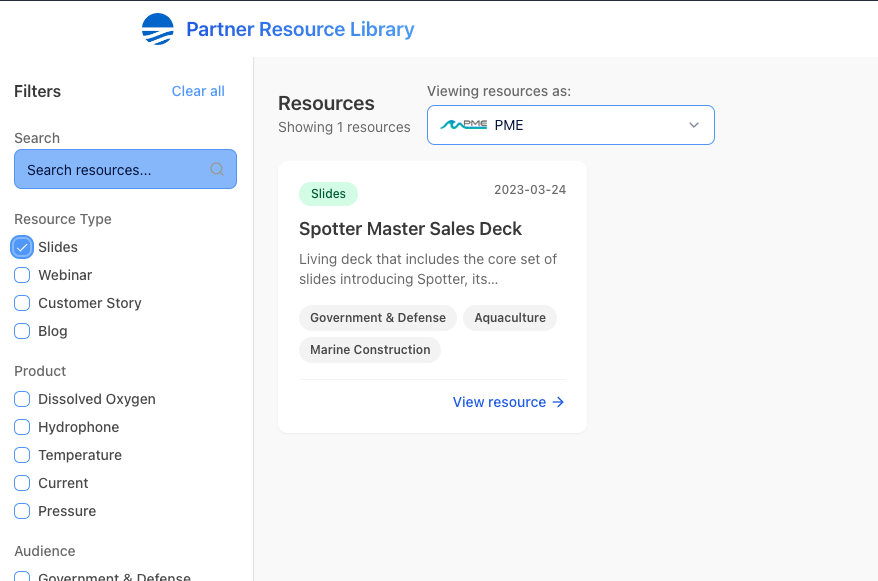 Partner Resource Library
Filters
Clear all
Search
Search resources...
Resource Type
Slides
Webinar
Customer Story
Blog
Product
Dissolved Oxygen
Hydrophone
Temperature
Current
Pressure
Audience
Government & Defense
Resources
Showing 1 resources
Viewing resources as:
PME PME
Slides
2023-03-24
Spotter Master Sales Deck
Living deck that includes the core set of
slides introducing Spotter, its...
Government & Defense
Aquaculture
Marine Construction
View resource